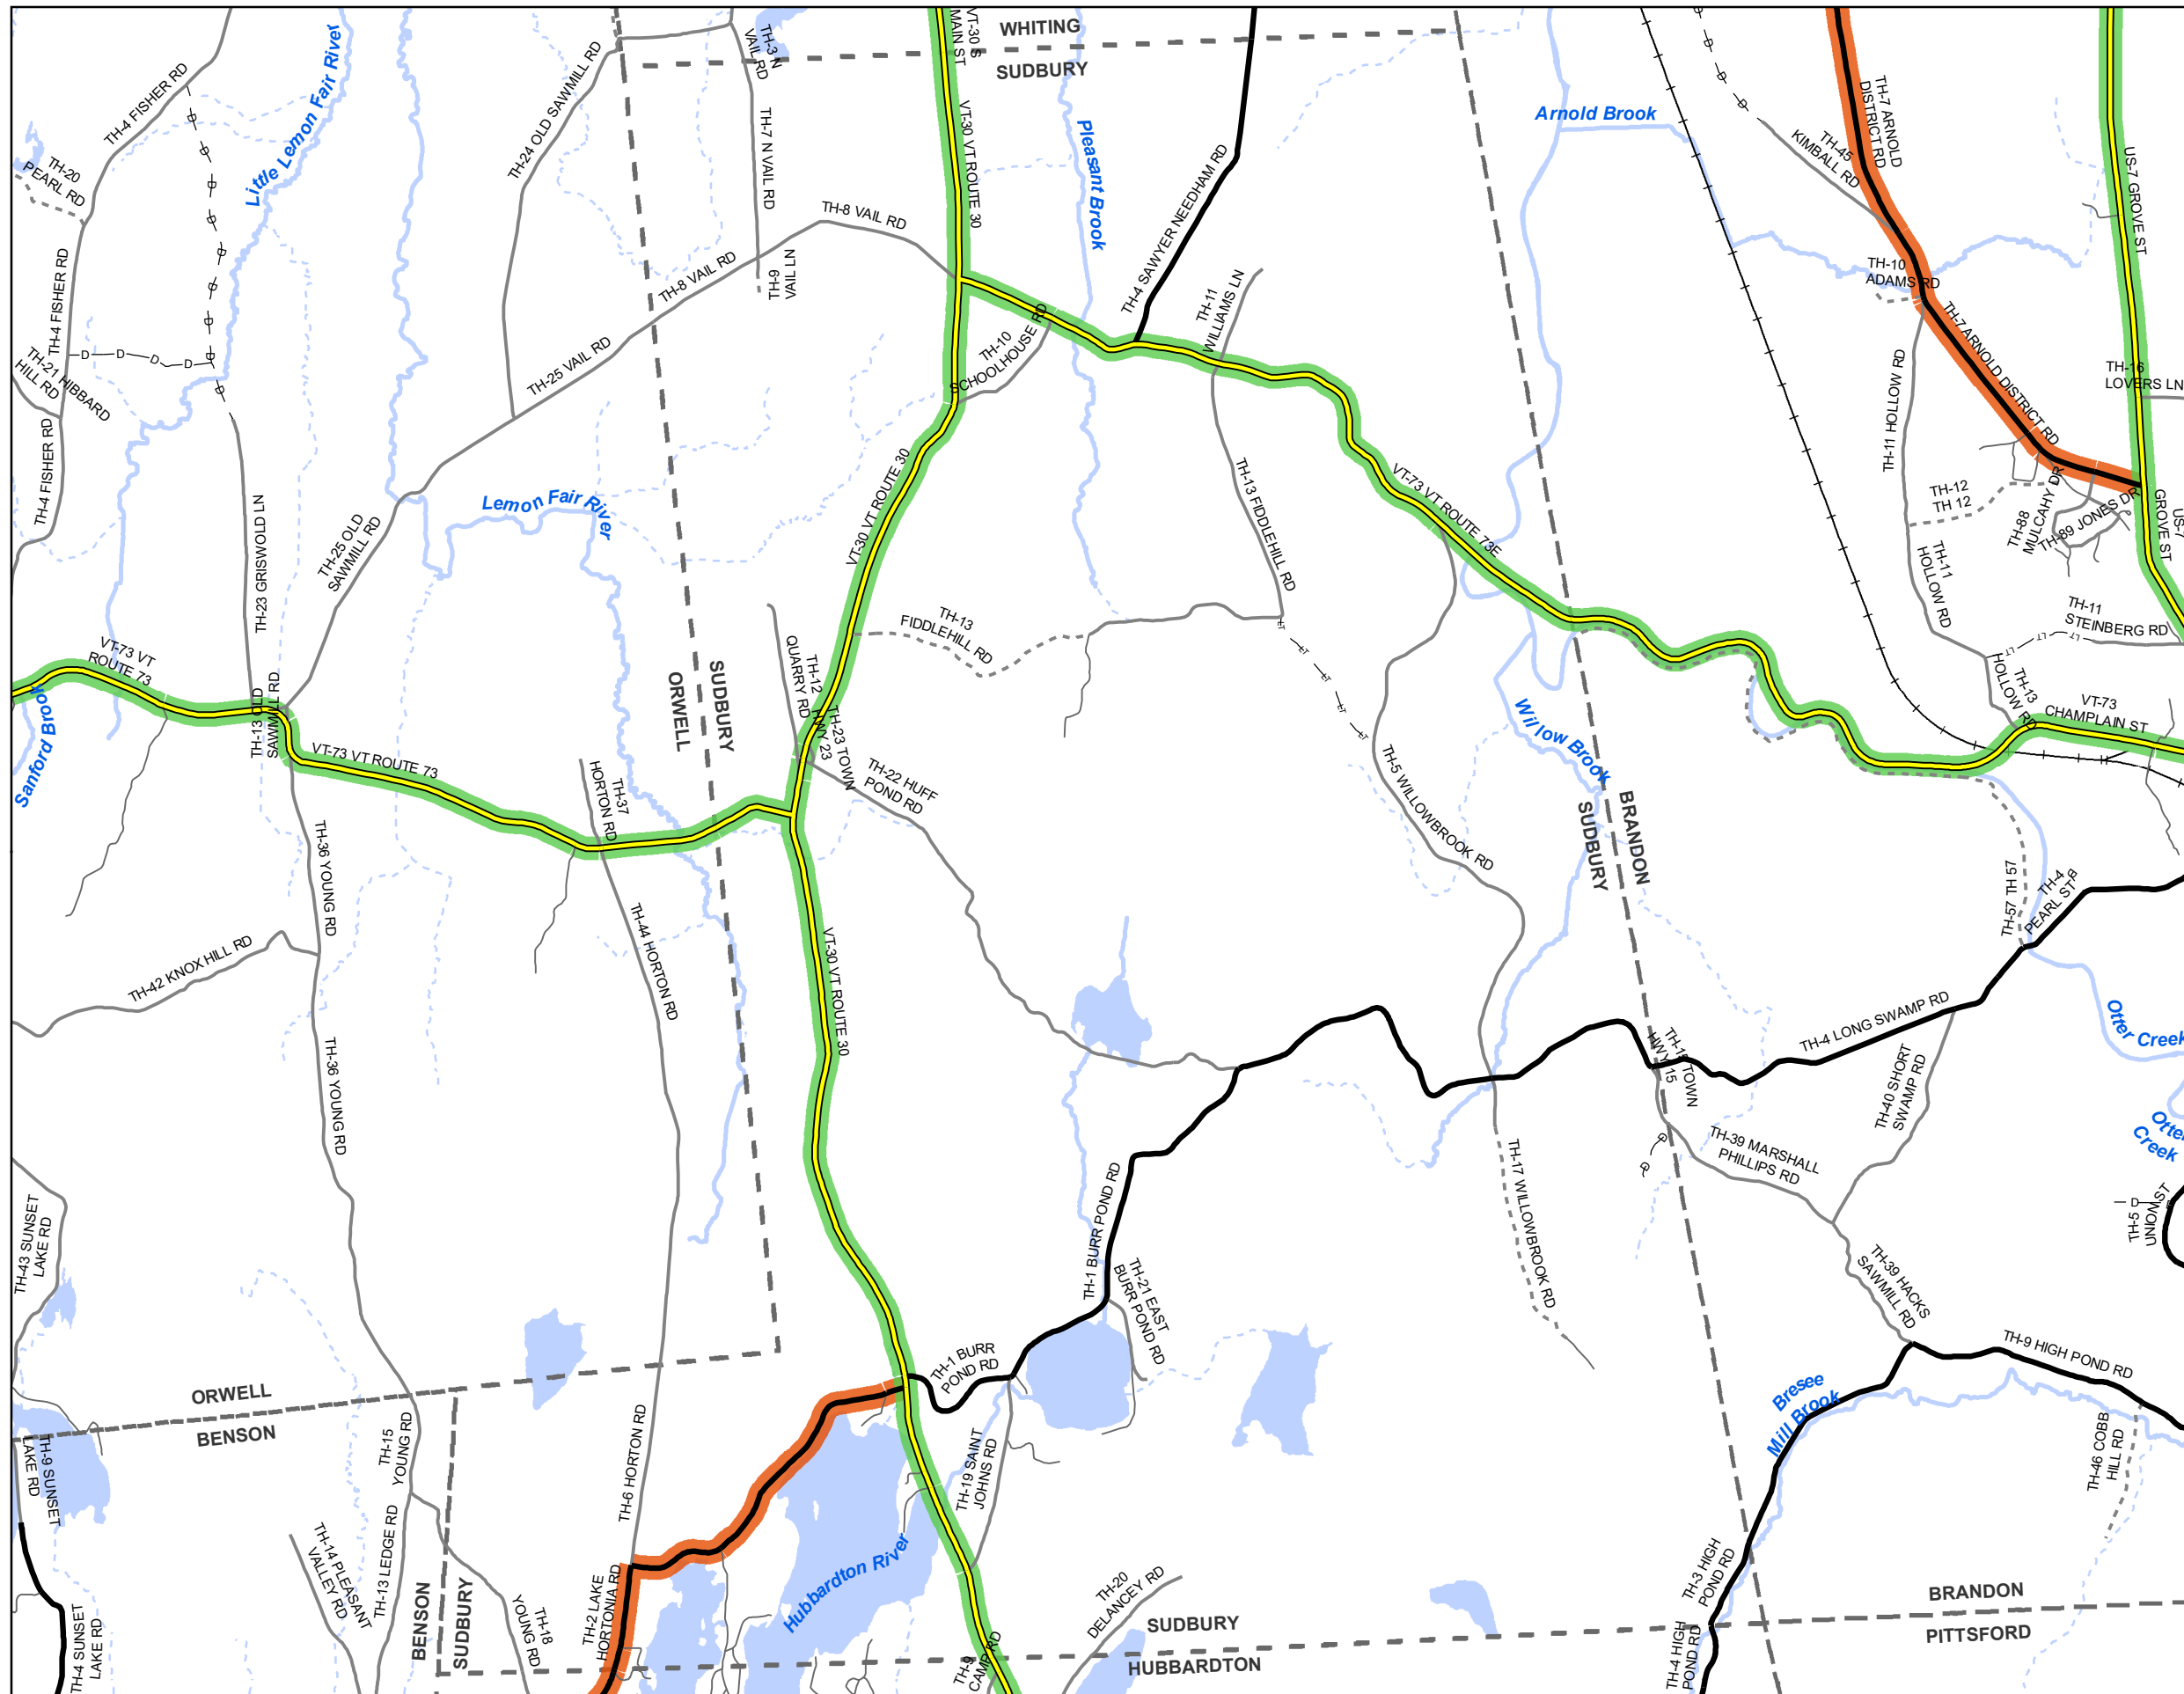 WHITING
SUDBURY
VT-30 S
MAIN ST
TH-3 N
VAIL RD
TH-4 FISHER RD
Little Lemon Fair River
TH-24 OLD SAWMILL RD
TH-7 N VAIL RD
VT-30 VT ROUTE 30
Pleasant Brook
TH-4 SAWYER NEEDHAM RD
Arnold Brook
TH-45
KIMBALL RD
TH-7 ARNOLD
DISTRICT RD
US-7 GROVE ST
TH-20
PEARL RD
TH-8 VAIL RD
TH-8 VAIL RD
TH-9
VAIL LN
TH-4 FISHER RD
TH-11
WILLIAMS LN
TH-10
ADAMS RD
TH-7 ARNOLD DISTRICT RD
TH-21 HIBBARD
HILL RD
TH-25 VAIL RD
TH-10
SCHOOLHOUSE RD
TH-11 HOLLOW RD
TH-16
LOVERS LN
TH-4 FISHER RD
TH-23 GRISWOLD LN
TH-25 OLD
SAWMILL RD
Lemon Fair River
VT-30 VT ROUTE 30
TH-13 FIDDLEHILL RD
VT-73 VT ROUTE 73E
TH-12
TH 12
TH-88
MULCAHY DR
TH-89 JONES DR
US-7
GROVE ST
TH-11
HOLLOW RD
TH-11
STEINBERG RD
VT-73 VT
ROUTE 73
TH-13
FIDDLEHILL RD
TH-12
QUARRY RD
SUDBURY
ORWELL
Sanford Brook
TH-13 OLD
SAWMILL RD
VT-73 VT ROUTE 73
TH-23 TOWN
HWY 23
TH-22 HUFF
POND RD
TH-37
HORTON RD
TH-5 WILLOWBROOK RD
Willow Brook
TH-13
HOLLOW RD
VT-73
CHAMPLAIN ST
BRANDON
SUDBURY
TH-36 YOUNG RD
TH-42 KNOX HILL RD
TH-44 HORTON RD
VT-30 VT ROUTE 30
TH-57 TH 57
TH-4
PEARL ST
TH-36 YOUNG RD
TH-15 TOWN
HWY 15
TH-4 LONG SWAMP RD
TH-40 SHORT
SWAMP RD
Otter Creek
Otter
Creek
TH-39 MARSHALL
PHILLIPS RD
TH-17 WILLOWBROOK RD
TH-1 BURR POND RD
TH-43 SUNSET
LAKE RD
TH-21 EAST
BURR POND RD
TH-5
UNION ST
TH-39 HACKS
SAWMILL RD
TH-9 HIGH POND RD
TH-1 BURR
POND RD
ORWELL
BENSON
Bresee
Mill Brook
TH-15
YOUNG RD
TH-6 HORTON RD
TH-19 SAINT
JOHNS RD
TH-46 COBB
HILL RD
TH-9 SUNSET
LAKE RD
TH-14 PLEASANT
VALLEY RD
TH-13 LEDGE RD
Hubbardton River
TH-3 HIGH
POND RD
BENSON
SUDBURY
TH-18
YOUNG RD
TH-2 LAKE
HORTONIA RD
TH-20
DELANCEY RD
SUDBURY
HUBBARDTON
BRANDON
PITTSFORD
TH-4 SUNSET
LAKE RD
TH-9
CAMP RD
TH-4 HIGH
POND RD